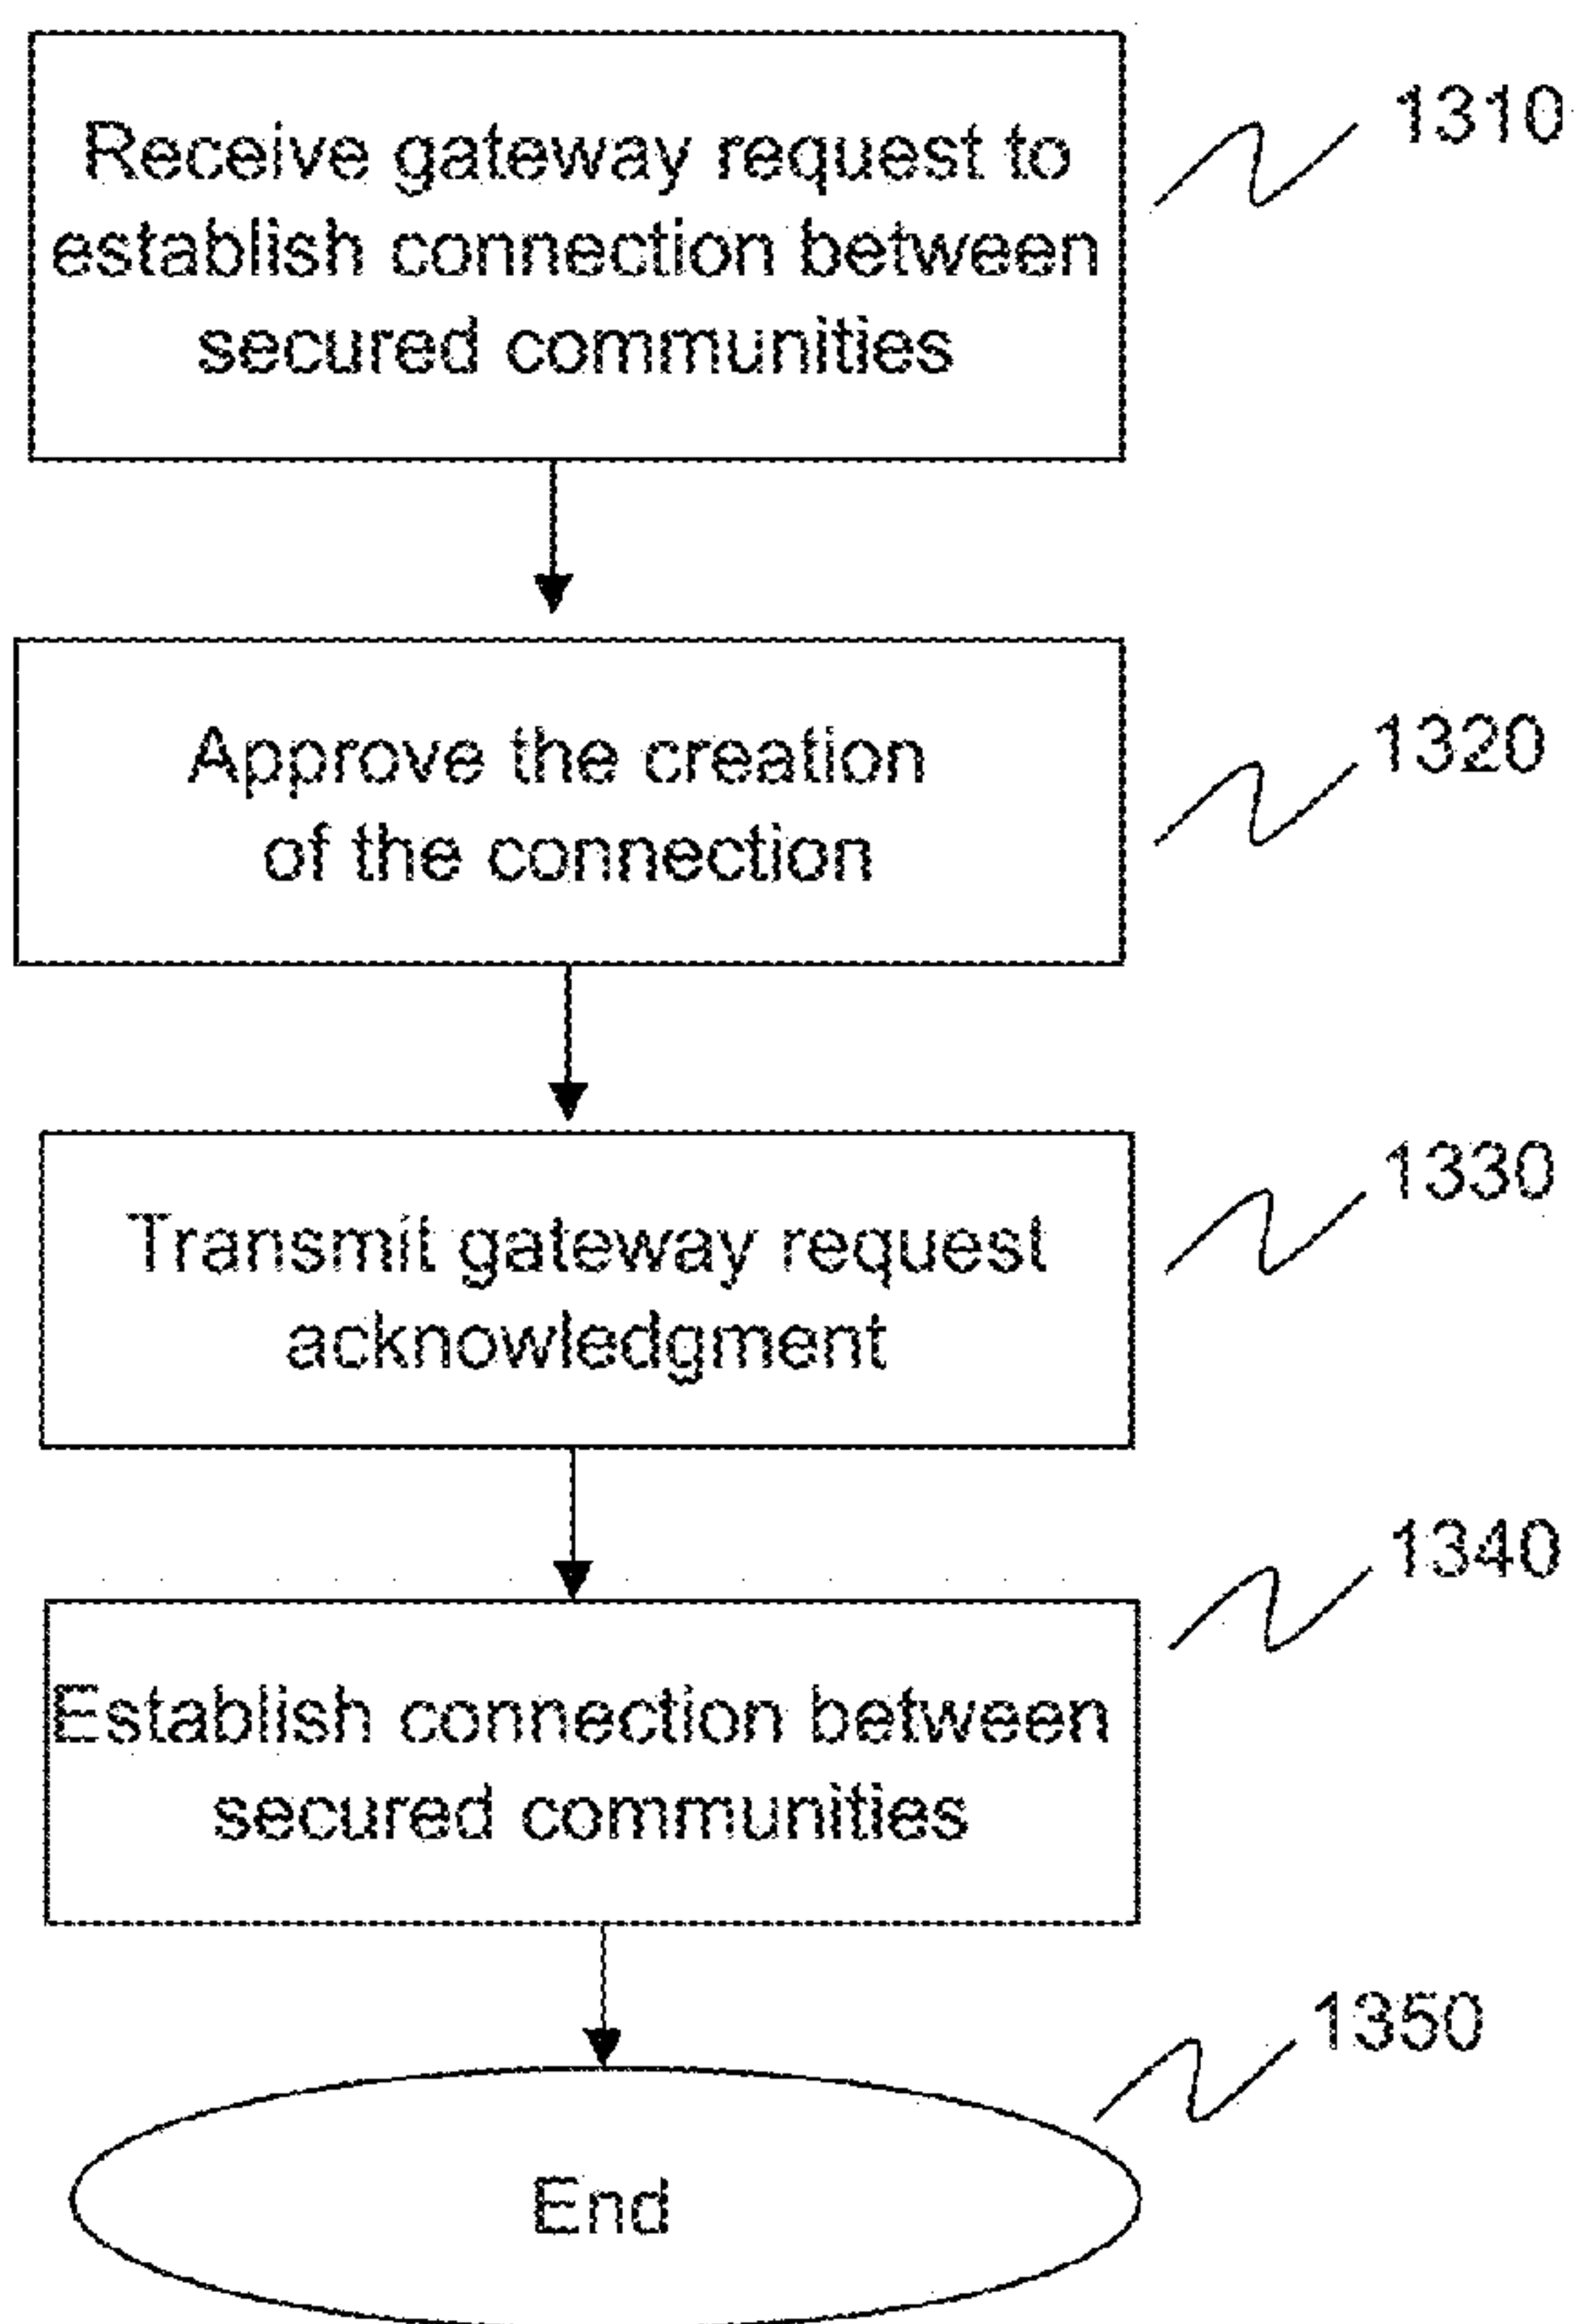 Receive gateway request to
establish connection between
secured communities
1310
Approve the creation
of the connection
1320
Transmit gateway request
acknowledgment
1330
Establish connection between
secured communities
1340
End
1350